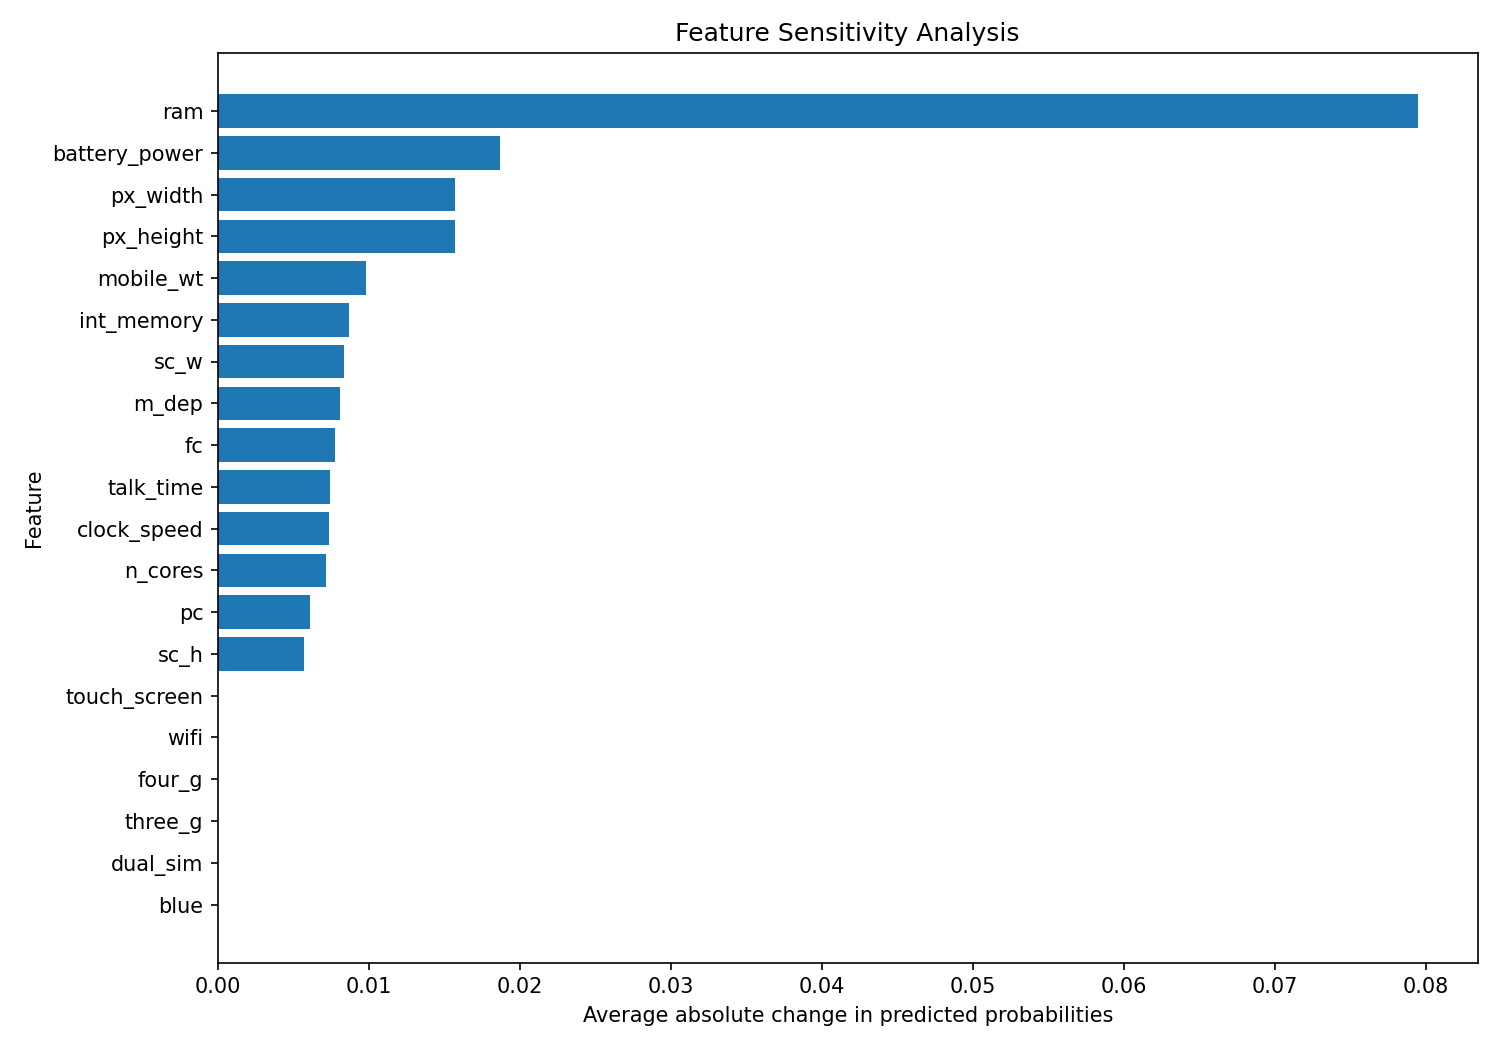 Feature Sensitivity Analysis
Feature
ram
battery_power
px_width
px_height
mobile_wt
int_memory
sc_w
m_dep
fc
talk_time
clock_speed
n_cores
pc
sc_h
touch_screen
wifi
four_g
three_g
dual_sim
blue
0.00 0.01 0.02 0.03 0.04 0.05 0.06 0.07 0.08
Average absolute change in predicted probabilities